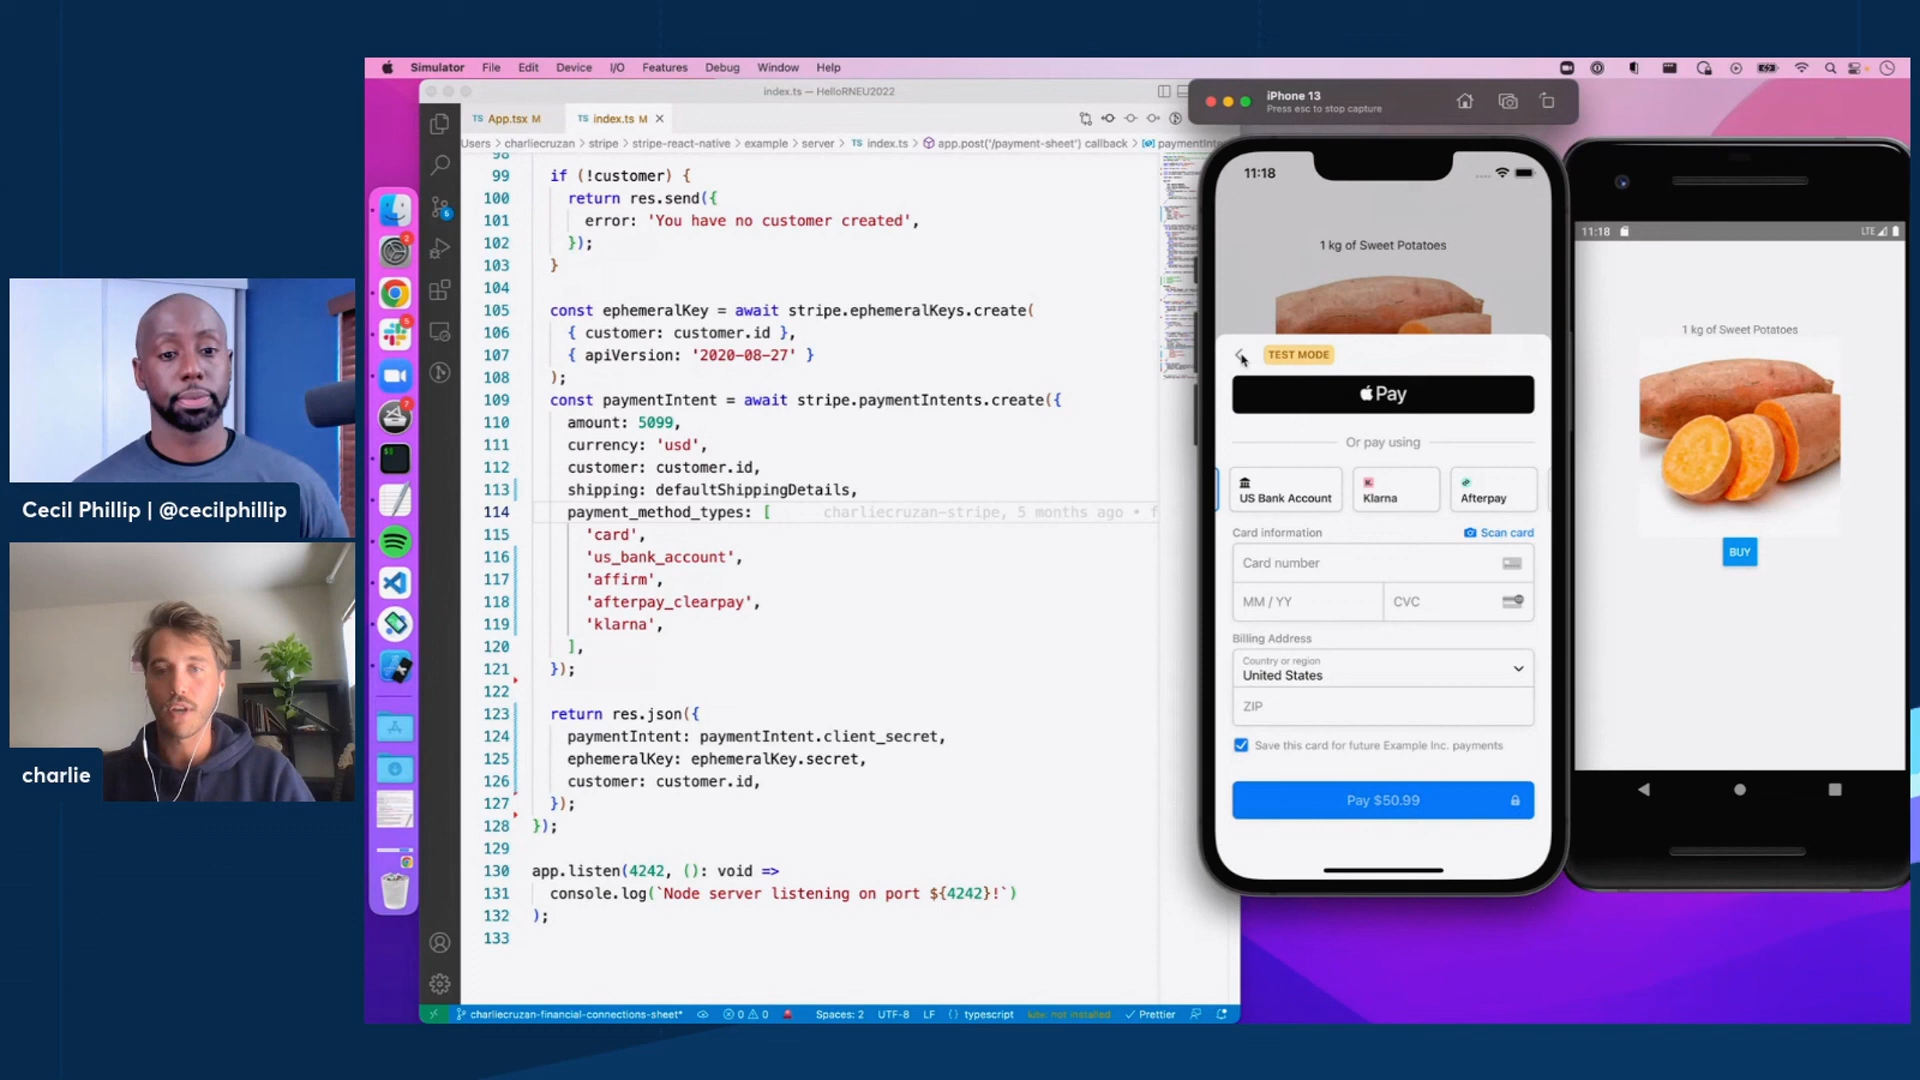 Simulator File Edit Device I/O Features Debug Window Help
index.ts — HelloRNEU2022
TS App.tsx M
TS index.ts M
Users > charliecruzan > stripe > stripe-react-native > example > server > TS index.ts > app.post('/payment-sheet') callback >
98
99 if (!customer) {
100 return res.send({
101 error: 'You have no customer created',
102 });
103 }
104
105 const ephemeralKey = await stripe.ephemeralKeys.create(
106 { customer: customer.id },
107 { apiVersion: '2020-08-27' }
108 );
109 const paymentIntent = await stripe.paymentIntents.create({
110 amount: 5099,
111 currency: 'usd',
112 customer: customer.id,
113 shipping: defaultShippingDetails,
114 payment_method_types: [ charliecruzan-stripe, 5 months ago •
115 'card',
116 'us_bank_account',
117 'affirm',
118 'afterpay_clearpay',
119 'klarna',
120 ],
121 });
122
123 return res.json({
124 paymentIntent: paymentIntent.client_secret,
125 ephemeralKey: ephemeralKey.secret,
126 customer: customer.id,
127 });
128 });
129
130 app.listen(4242, (): void =>
131 console.log(`Node server listening on port ${4242}!`)
132 );
133
charliecruzan-financial-connections-sheet* 0 0 Spaces: 2 UTF-8 LF {} typescript kite: not installed Prettier
iPhone 13
Press esc to stop capture
11:18
1 kg of Sweet Potatoes
TEST MODE
Pay
Or pay using
US Bank Account
Klarna
Afterpay
Card information
Scan card
Card number
MM / YY
CVC
Billing Address
Country or region
United States
ZIP
Save this card for future Example Inc. payments
Pay $50.99
11:18
LTE
1 kg of Sweet Potatoes
BUY
Cecil Phillip | @cecilphillip
charlie